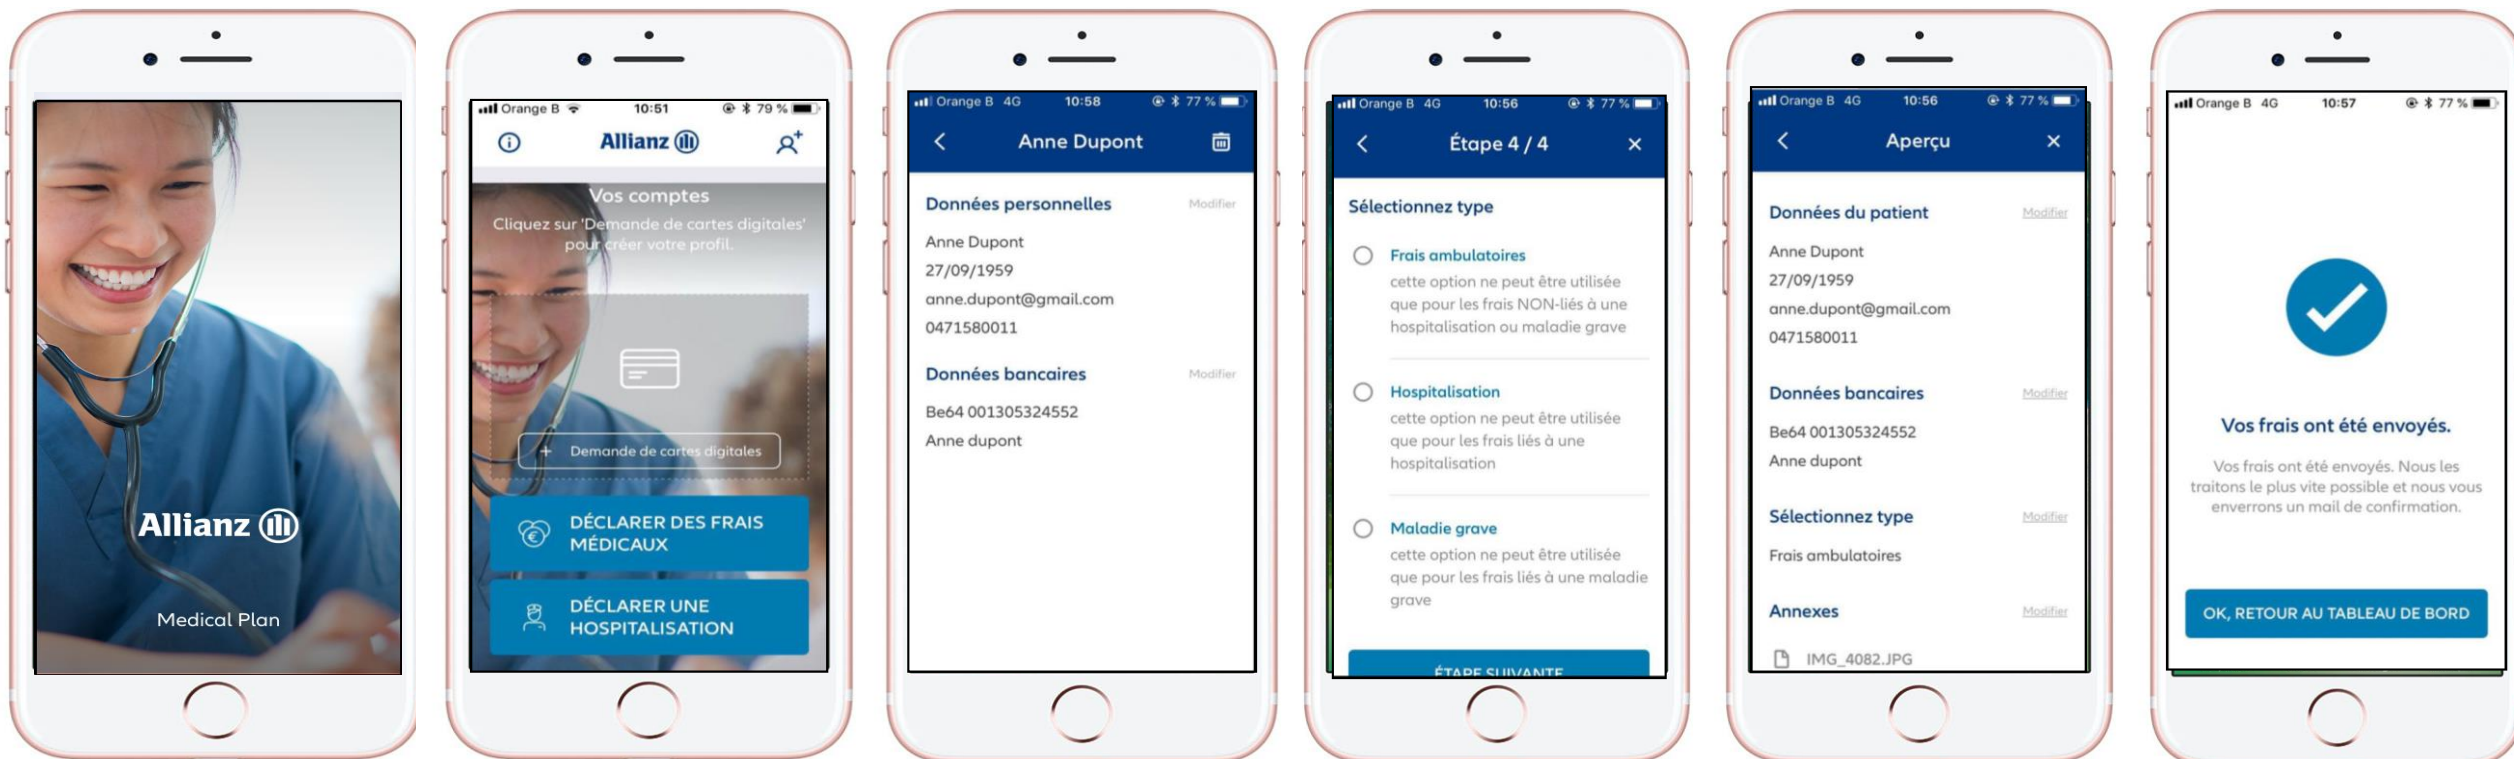 Allianz
Medical Plan
Orange B 10:51 79 %
Allianz
Vos comptes
Cliquez sur 'Demande de cartes digitales'
pour créer votre profil.
+ Demande de cartes digitales
DÉCLARER DES FRAIS
MÉDICAUX
DÉCLARER UNE
HOSPITALISATION
Orange B 4G 10:58 77 %
Anne Dupont
Données personnelles Modifier
Anne Dupont
27/09/1959
anne.dupont@gmail.com
0471580011
Données bancaires Modifier
Be64 001305324552
Anne dupont
Orange B 4G 10:56 77 %
Étape 4 / 4
Sélectionnez type
Frais ambulatoires
cette option ne peut être utilisée
que pour les frais NON-liés à une
hospitalisation ou maladie grave
Hospitalisation
cette option ne peut être utilisée
que pour les frais liés à une
hospitalisation
Maladie grave
cette option ne peut être utilisée
que pour les frais liés à une maladie
grave
ÉTAPE SUIVANTE
Orange B 4G 10:56 77 %
Aperçu
Données du patient Modifier
Anne Dupont
27/09/1959
anne.dupont@gmail.com
0471580011
Données bancaires Modifier
Be64 001305324552
Anne dupont
Sélectionnez type Modifier
Frais ambulatoires
Annexes Modifier
IMG_4082.JPG
Orange B 4G 10:57 77 %
Vos frais ont été envoyés.
Vos frais ont été envoyés. Nous les
traitons le plus vite possible et nous vous
enverrons un mail de confirmation.
OK, RETOUR AU TABLEAU DE BORD